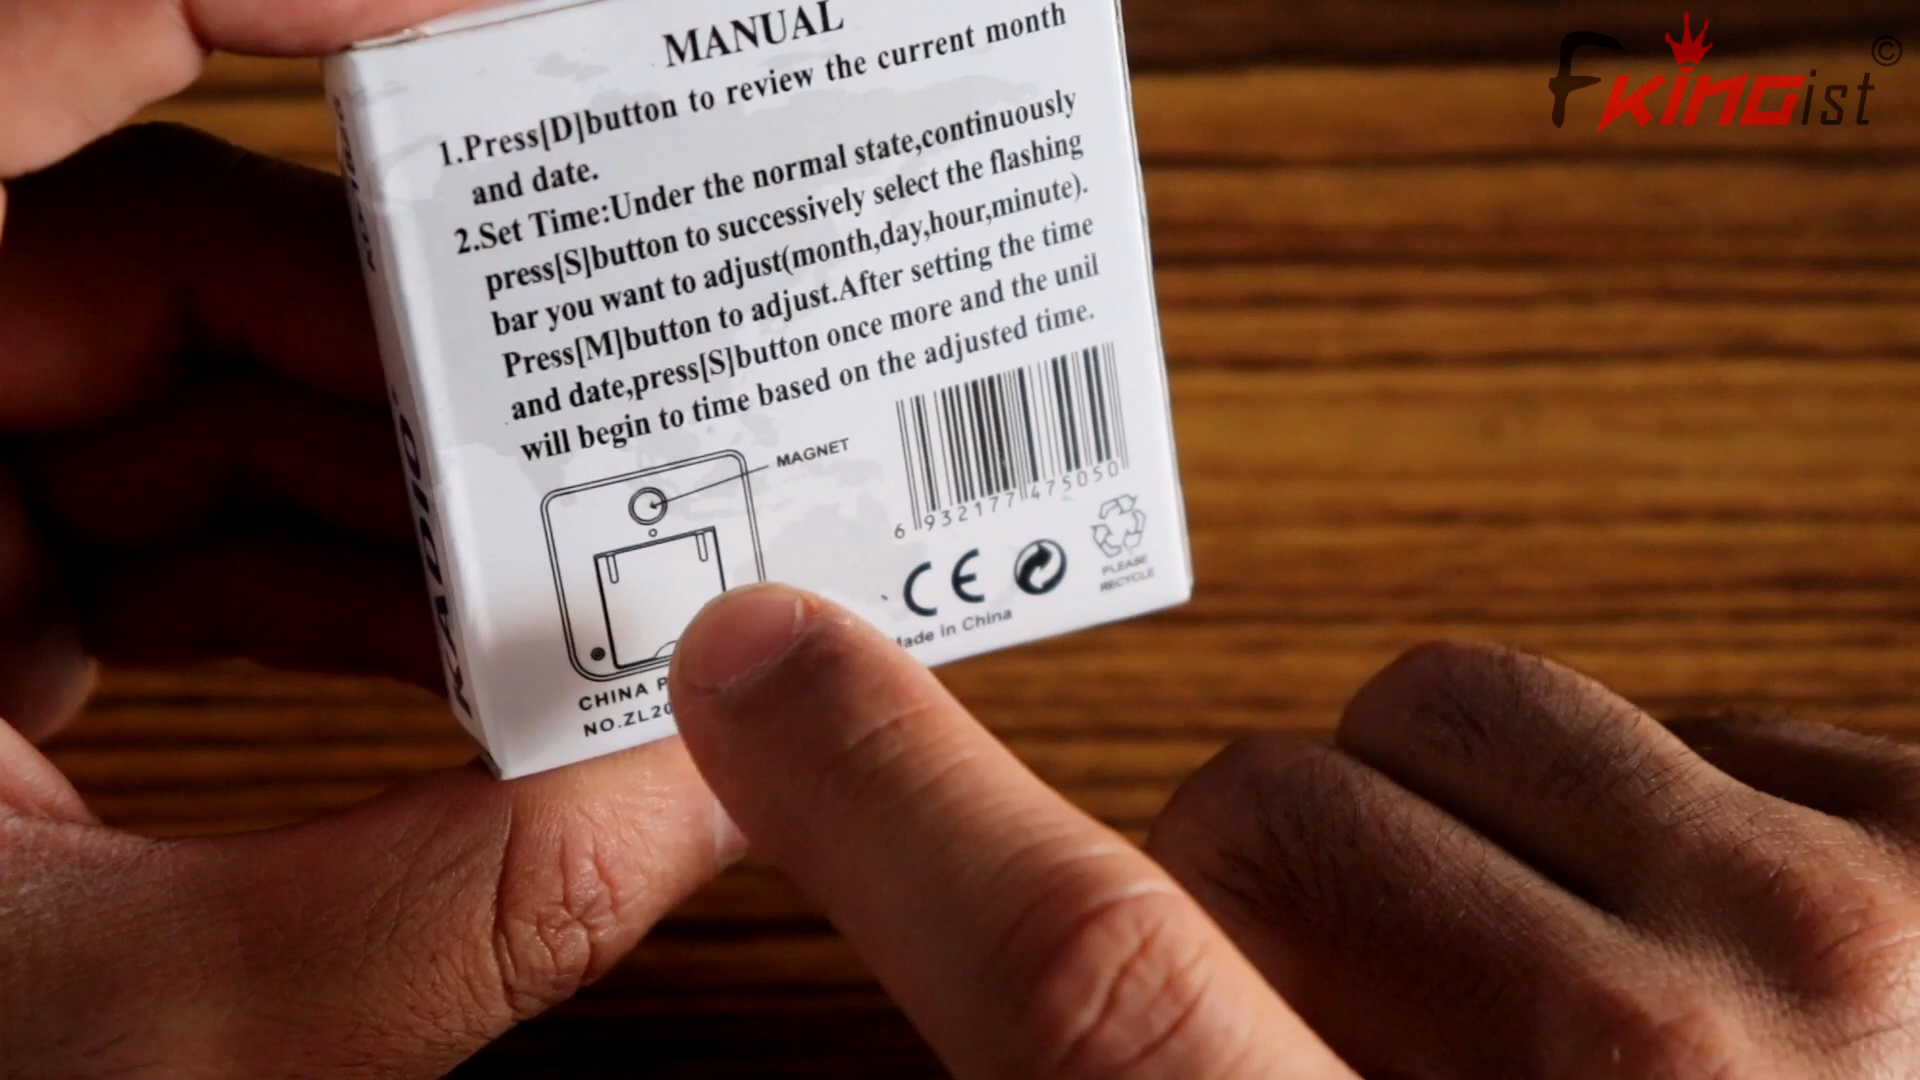 FKINGist ©
MANUAL
1.Press[D]button to review the current month
and date.
2.Set Time:Under the normal state,continuously
press[S]button to successively select the flashing
bar you want to adjust(month,day,hour,minute).
Press[M]button to adjust.After setting the time
and date,press[S]button once more and the unil
will begin to time based on the adjusted time.
MAGNET
6 932177 475050
CE
PLEASE
RECYCLE
Made in China
CHINA
NO.ZL20
KADIO